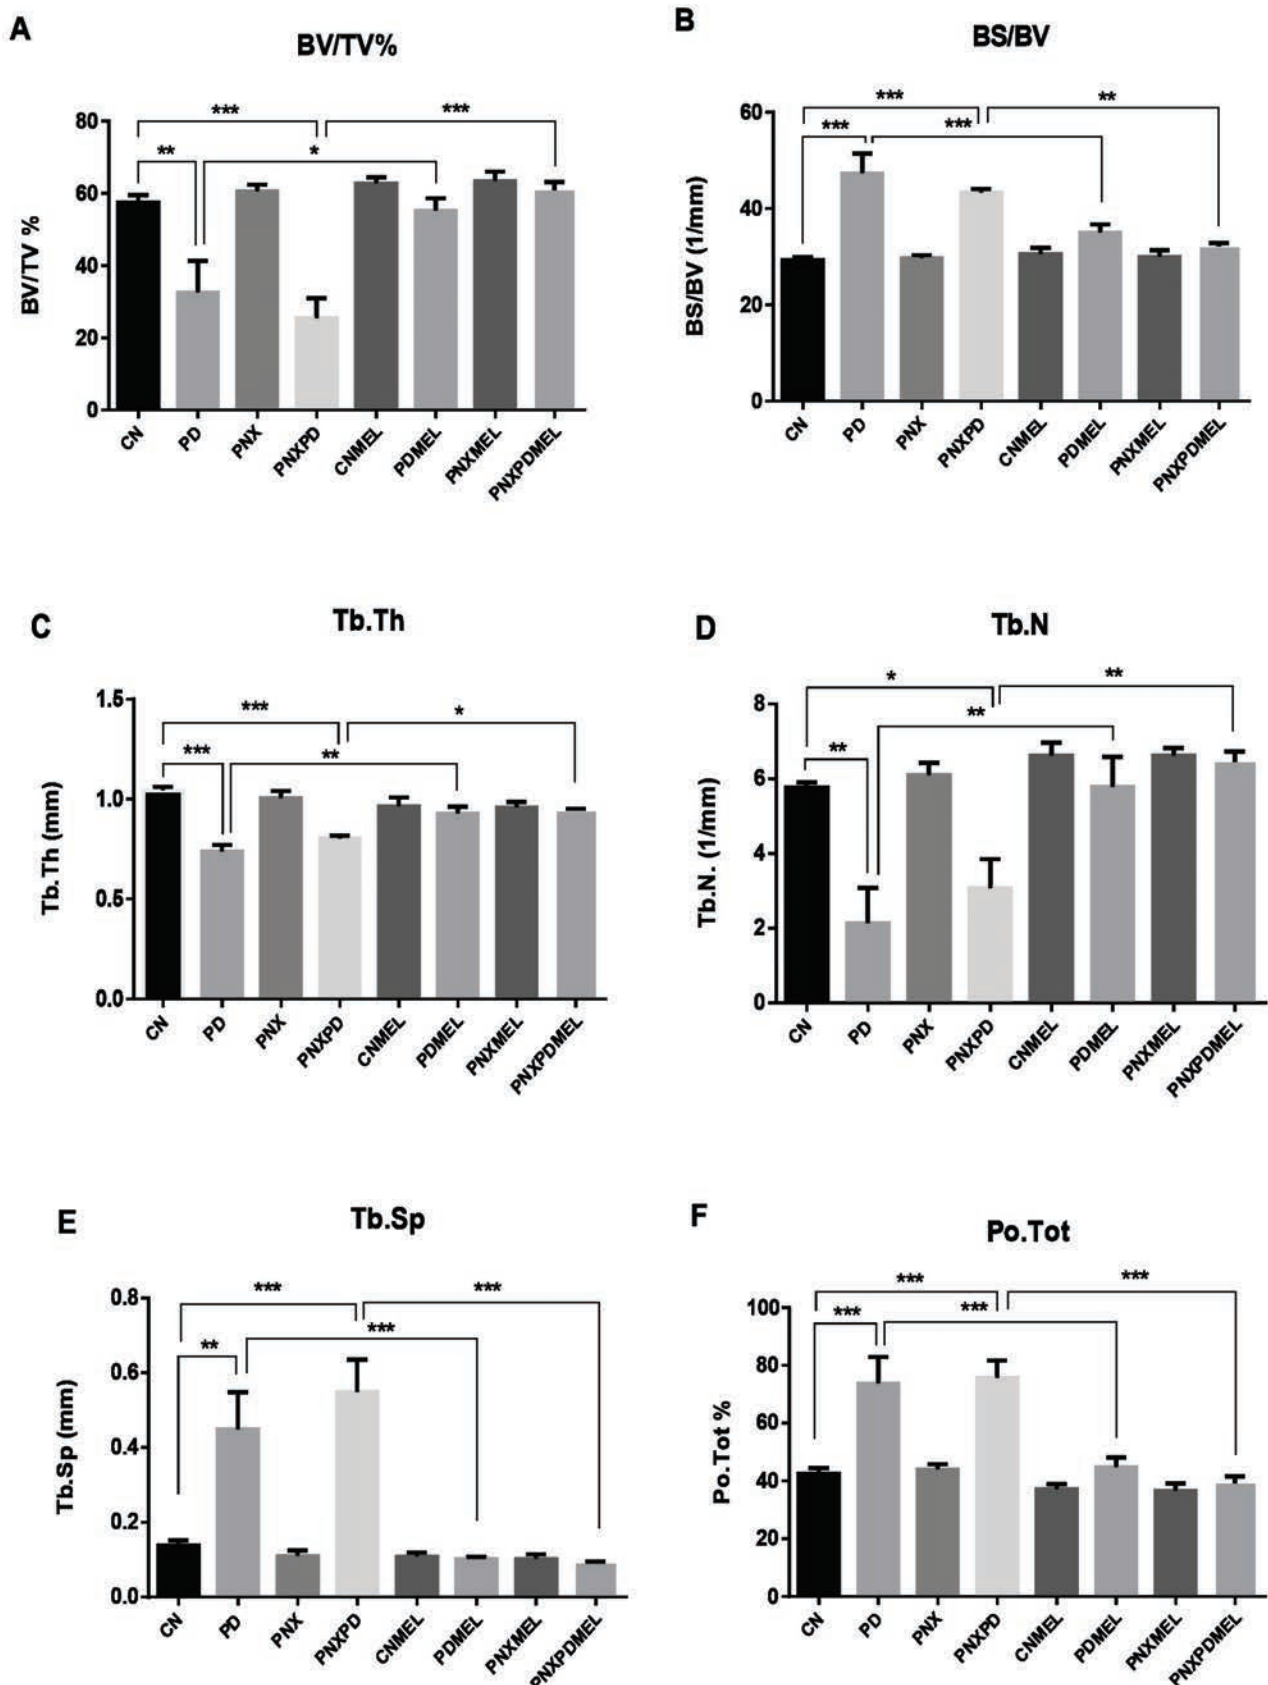 A
BV/TV%
BV/TV %
80
60
40
20
0
***
***
**
*
CN
PD
PNX
PNXPD
CNMEL
PDMEL
PNXMEL
PNXPDMEL
B
BS/BV
BS/BV (1/mm)
60
40
20
0
***
**
***
***
CN
PD
PNX
PNXPD
CNMEL
PDMEL
PNXMEL
PNXPDMEL
C
Tb.Th
Tb.Th (mm)
1.5
1.0
0.5
0.0
***
*
***
**
CN
PD
PNX
PNXPD
CNMEL
PDMEL
PNXMEL
PNXPDMEL
D
Tb.N
Tb.N. (1/mm)
8
6
4
2
0
*
**
**
**
CN
PD
PNX
PNXPD
CNMEL
PDMEL
PNXMEL
PNXPDMEL
E
Tb.Sp
Tb.Sp (mm)
0.8
0.6
0.4
0.2
0.0
***
***
**
***
CN
PD
PNX
PNXPD
CNMEL
PDMEL
PNXMEL
PNXPDMEL
F
Po.Tot
Po.Tot %
100
80
60
40
20
0
***
***
***
***
CN
PD
PNX
PNXPD
CNMEL
PDMEL
PNXMEL
PNXPDMEL